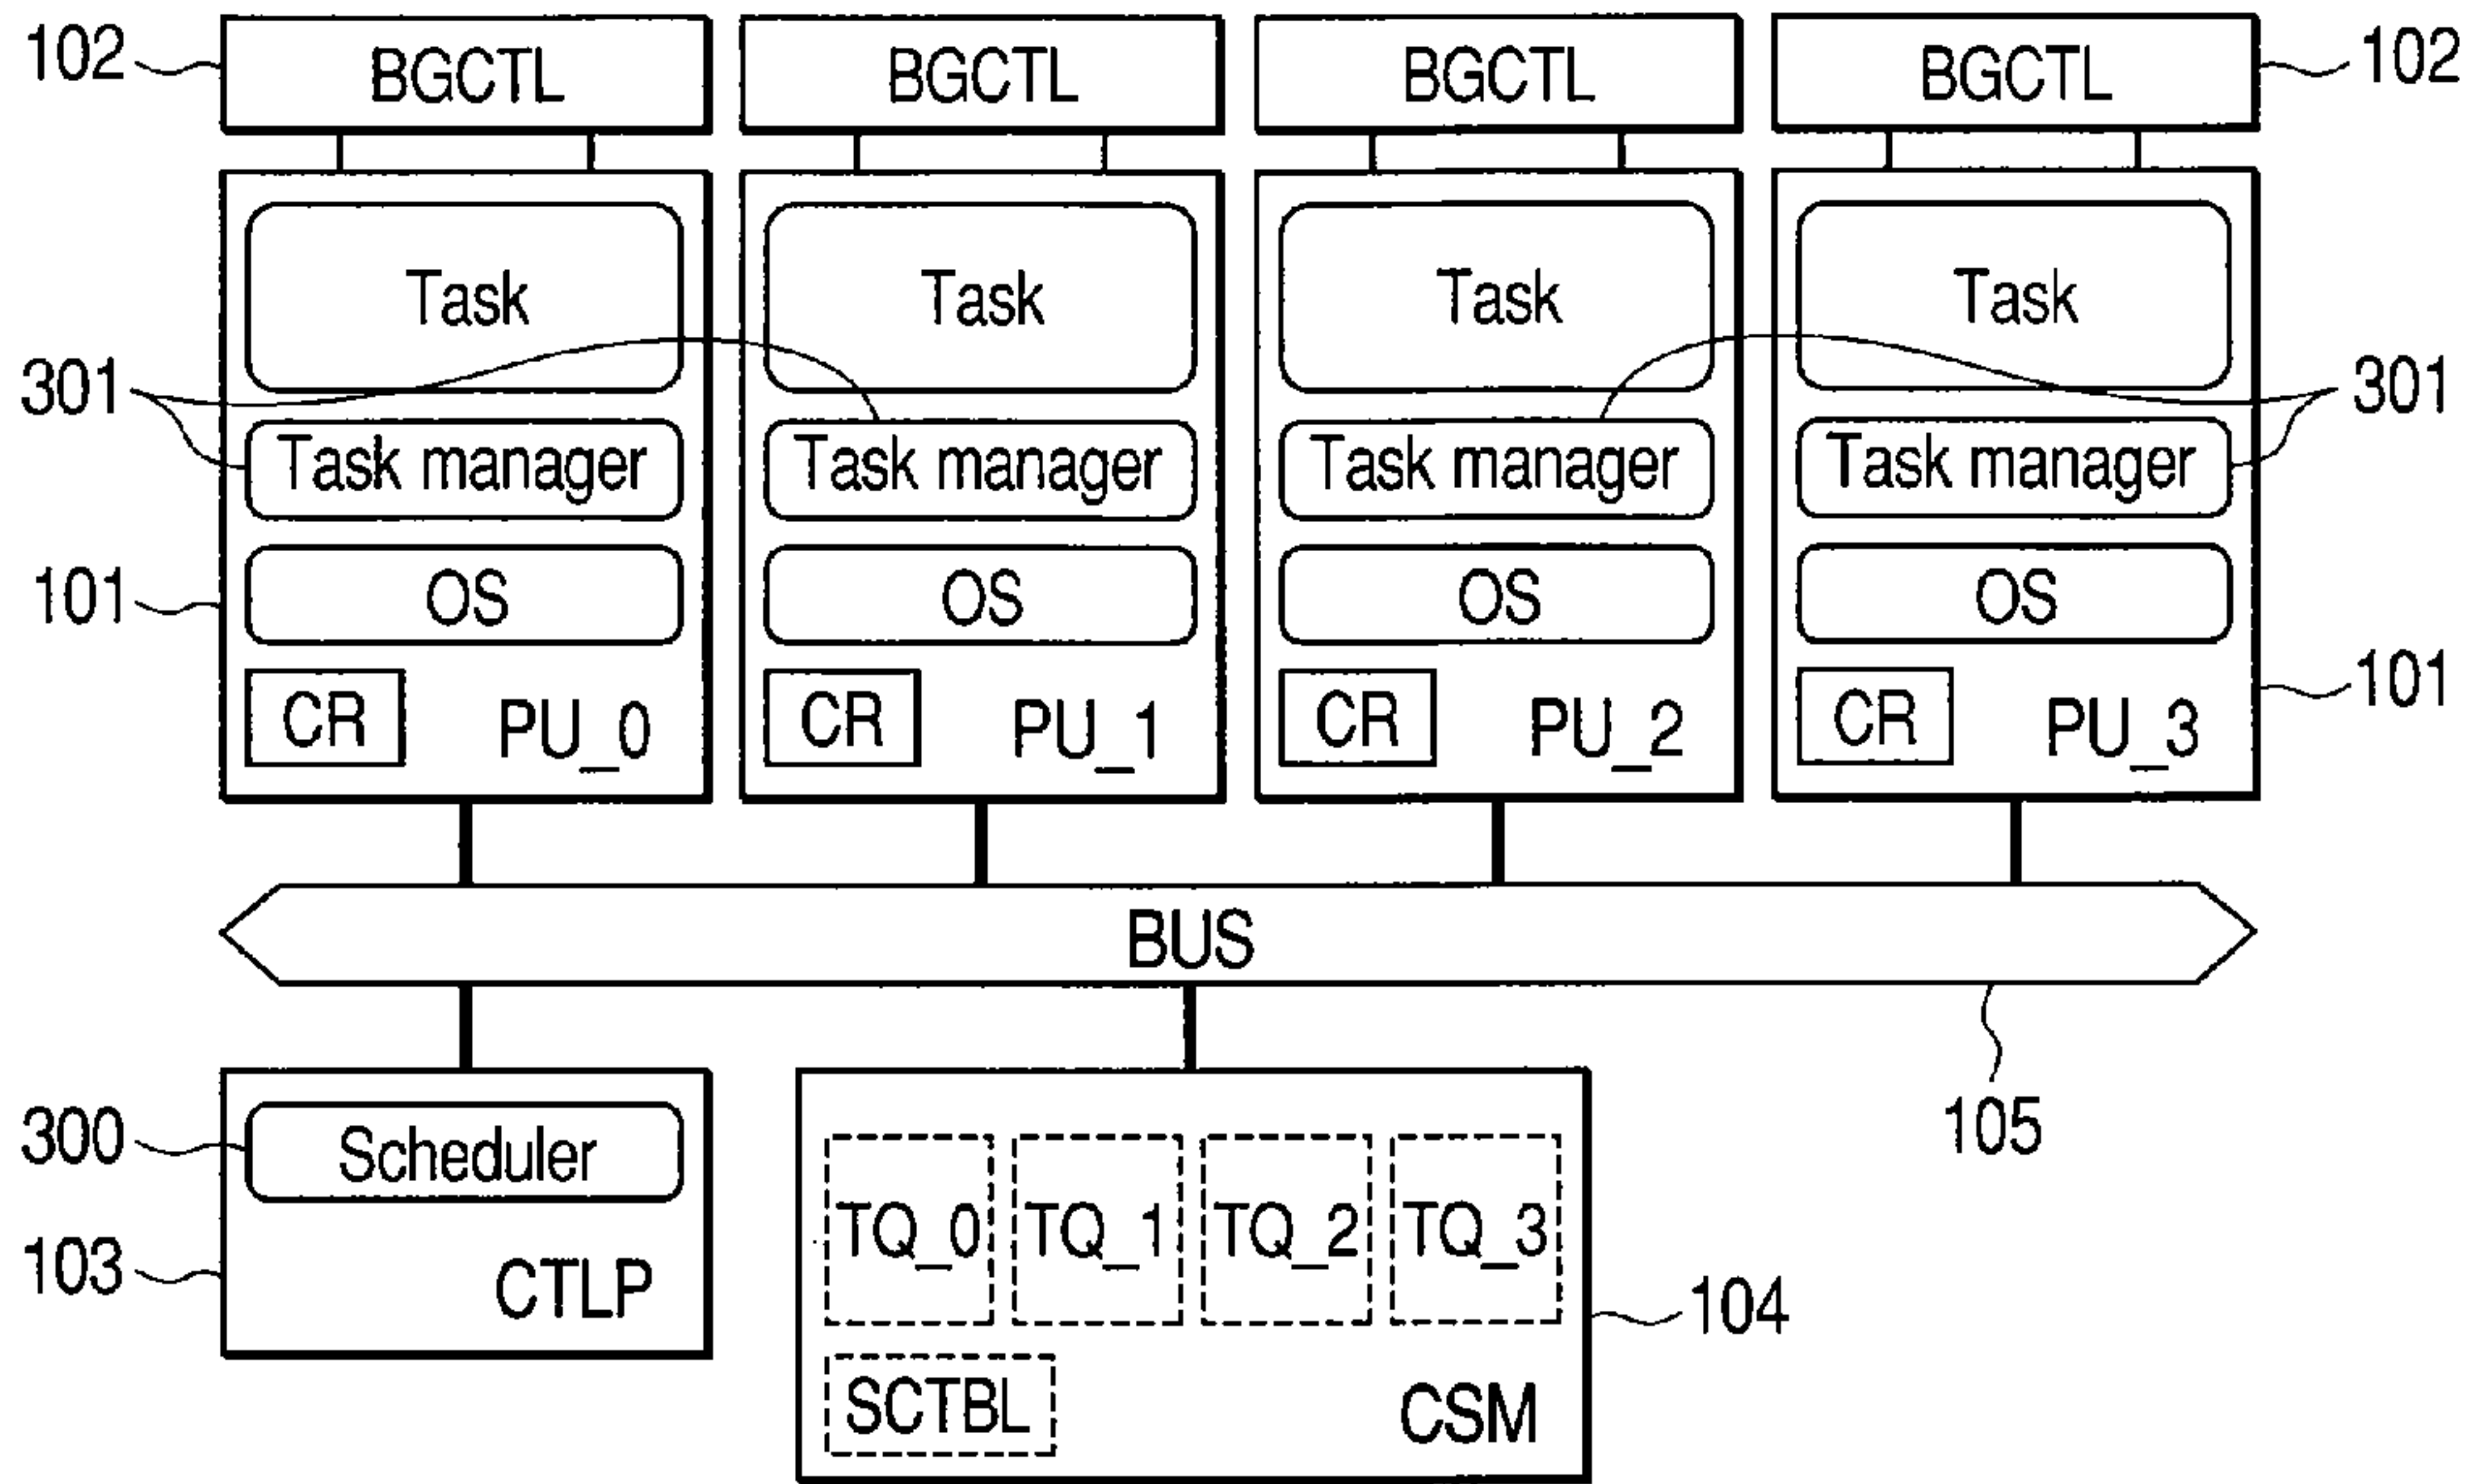 102 BGCTL BGCTL BGCTL BGCTL 102
Task Task Task Task
301 Task manager Task manager Task manager Task manager 301
101 OS OS OS OS
CR PU_0 CR PU_1 CR PU_2 CR PU_3 101
BUS
105
300 Scheduler
103 CTLP
TQ_0 TQ_1 TQ_2 TQ_3
104
SCTBL CSM